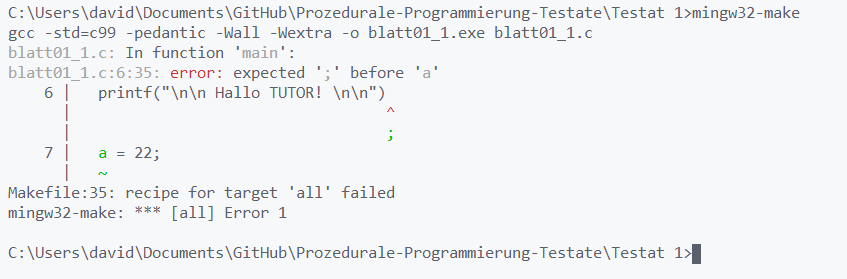 C:\Users\david\Documents\GitHub\Prozedurale-Programmierung-Testate\Testat 1>mingw32-make
gcc -std=c99 -pedantic -Wall -Wextra -o blatt01_1.exe blatt01_1.c
blatt01_1.c: In function 'main':
blatt01_1.c:6:35: error: expected ';' before 'a'
    6 |   printf("\n\n Hallo TUTOR! \n\n")
      |                                   ^
      |                                   ;
    7 |   a = 22;
      |   ~
Makefile:35: recipe for target 'all' failed
mingw32-make: *** [all] Error 1
C:\Users\david\Documents\GitHub\Prozedurale-Programmierung-Testate\Testat 1>